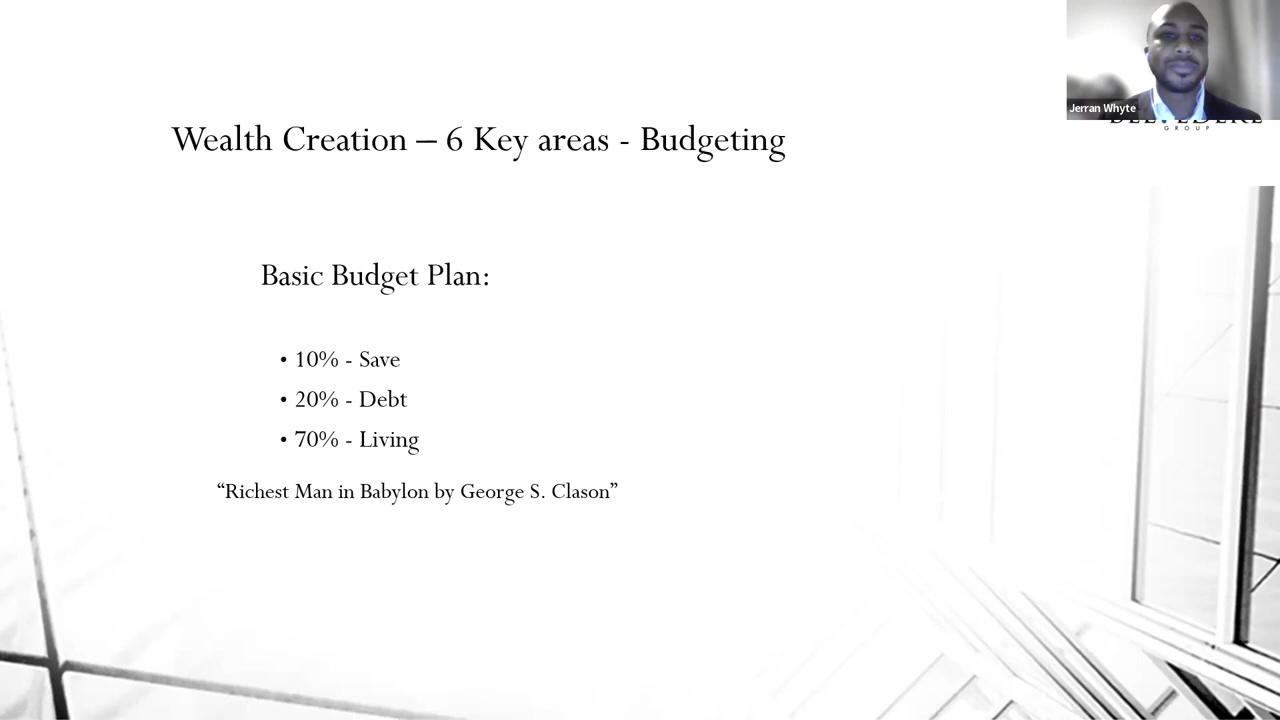 Jerran Whyte
GROUP
Wealth Creation – 6 Key areas - Budgeting
Basic Budget Plan:
• 10% - Save
• 20% - Debt
• 70% - Living
“Richest Man in Babylon by George S. Clason”